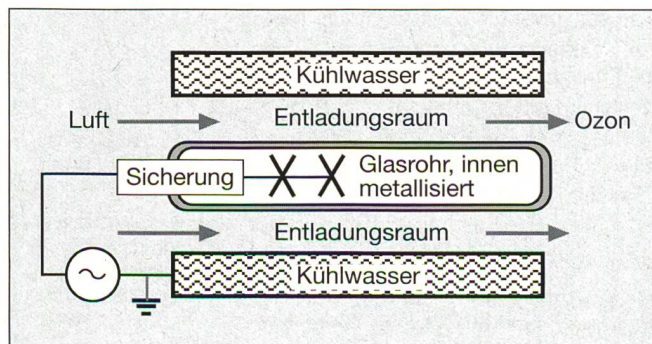 Kühlwasser
Luft
Entladungsraum
Ozon
Sicherung
Glasrohr, innen
metallisiert
Entladungsraum
Kühlwasser